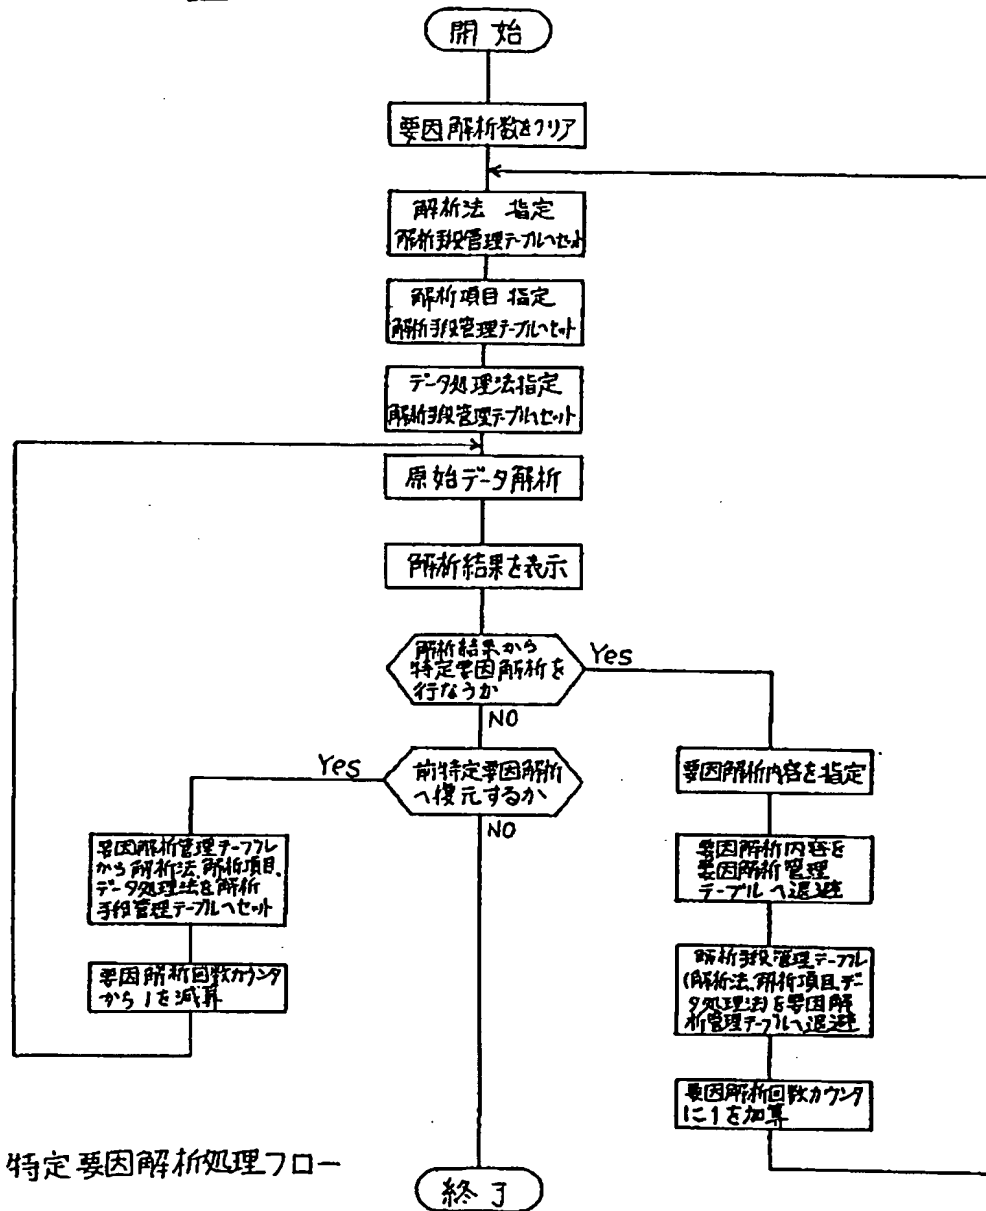 開始
要因解析数をクリア
解析法 指定
解析手段管理テーブルへセット
解析項目 指定
解析手段管理テーブルへセット
データ処理法指定
解析手段管理テーブルへセット
原始データ解析
解析結果を表示
解析結果から
特定要因解析を
行なうか
Yes
NO
前特定要因解析
へ復元するか
Yes
NO
要因解析管理テーブル
から解析法、解析項目、
データ処理法を解析
手段管理テーブルへセット
要因解析回数カウンタ
から1を減算
要因解析内容を指定
要因解析内容を
要因解析管理
テーブルへ退避
解析手段管理テーブル
(解析法、解析項目、デー
タ処理法)を要因解
析管理テーブルへ退避
要因解析回数カウンタ
に1を加算
特定要因解析処理フロー
終了